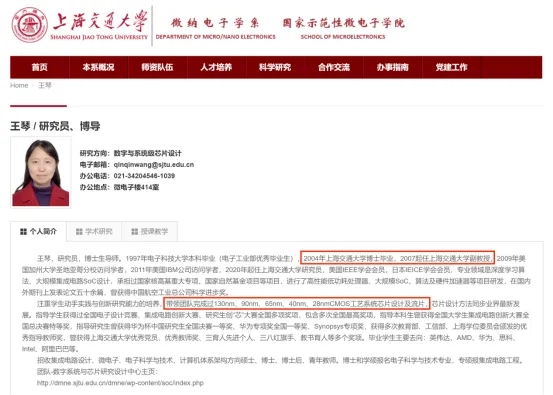 上海交通大学
SHANGHAI JIAO TONG UNIVERSITY
微纳电子学系 国家示范性微电子学院
DEPARTMENT OF MICRO/NANO ELECTRONICS SCHOOL OF MICROELECTRONICS
首页 本系概况 师资队伍 人才培养 科学研究 合作交流 办事指南 党建工作
Home 王琴
王琴 / 研究员、博导
研究方向：数字与系统级芯片设计
电子邮箱：qinqinwang@sjtu.edu.cn
办公电话：021-34204546-1039
办公地点：微电子楼414室
个人简介 学术研究 授课教学
王琴，研究员，博士生导师。1997年电子科技大学本科毕业（电子工业部优秀毕业生），2004年上海交通大学博士毕业，2007起任上海交通大学副教授，2009年美
国加州大学圣地亚哥分校访问学者，2011年美国IBM公司访问学者，2020年起任上海交通大学研究员，美国IEEE学会会员，日本IEICE学会会员，专业领域是深度学习算
法，大规模集成电路SoC设计，承担过国家核高基重大专项，国家自然基金项目等项目，进行了高性能低功耗处理器、大规模SoC、算法及硬件加速器等项目研发，在国内
外期刊上发表论文五十余篇，曾获得中国航空工业总公司科学进步奖。
注重学生动手实践与创新研究能力的培养，带领团队完成过130nm、90nm、65nm、40nm、28nmCMOS工艺系统芯片设计及流片，芯片设计方法同步业界最新发
展。指导学生获得过全国电子设计竞赛、集成电路创新大赛、研究生创“芯”大赛全国多项奖项，包含多次全国最高奖奖项，指导本科生曾获得全国大学生集成电路创新大赛全
国总决赛特等奖，指导研究生曾获得华为杯中国研究生全国决赛一等奖，华为专项奖全国一等奖，Synopsys专项奖，获得多次教育部、工信部、上海学位委员会颁发的优
秀指导教师奖，曾获得上海交通大学优秀党员、优秀教师奖、三育人先进个人、三八红旗手、教书育人等多个奖项。毕业学生主要去向：英伟达、AMD、华为、思科、
Intel、阿里巴巴等。
招收集成电路设计、微电子、电子科学与技术，计算机体系架构方向硕士、博士、博士后、青年教师。博士和学硕报名电子科学与技术专业，专硕报集成电路工程。
团队-数字系统与芯片研究设计中心主页：
http://dmne.sjtu.edu.cn/dmne/wp-content/soc/index.php